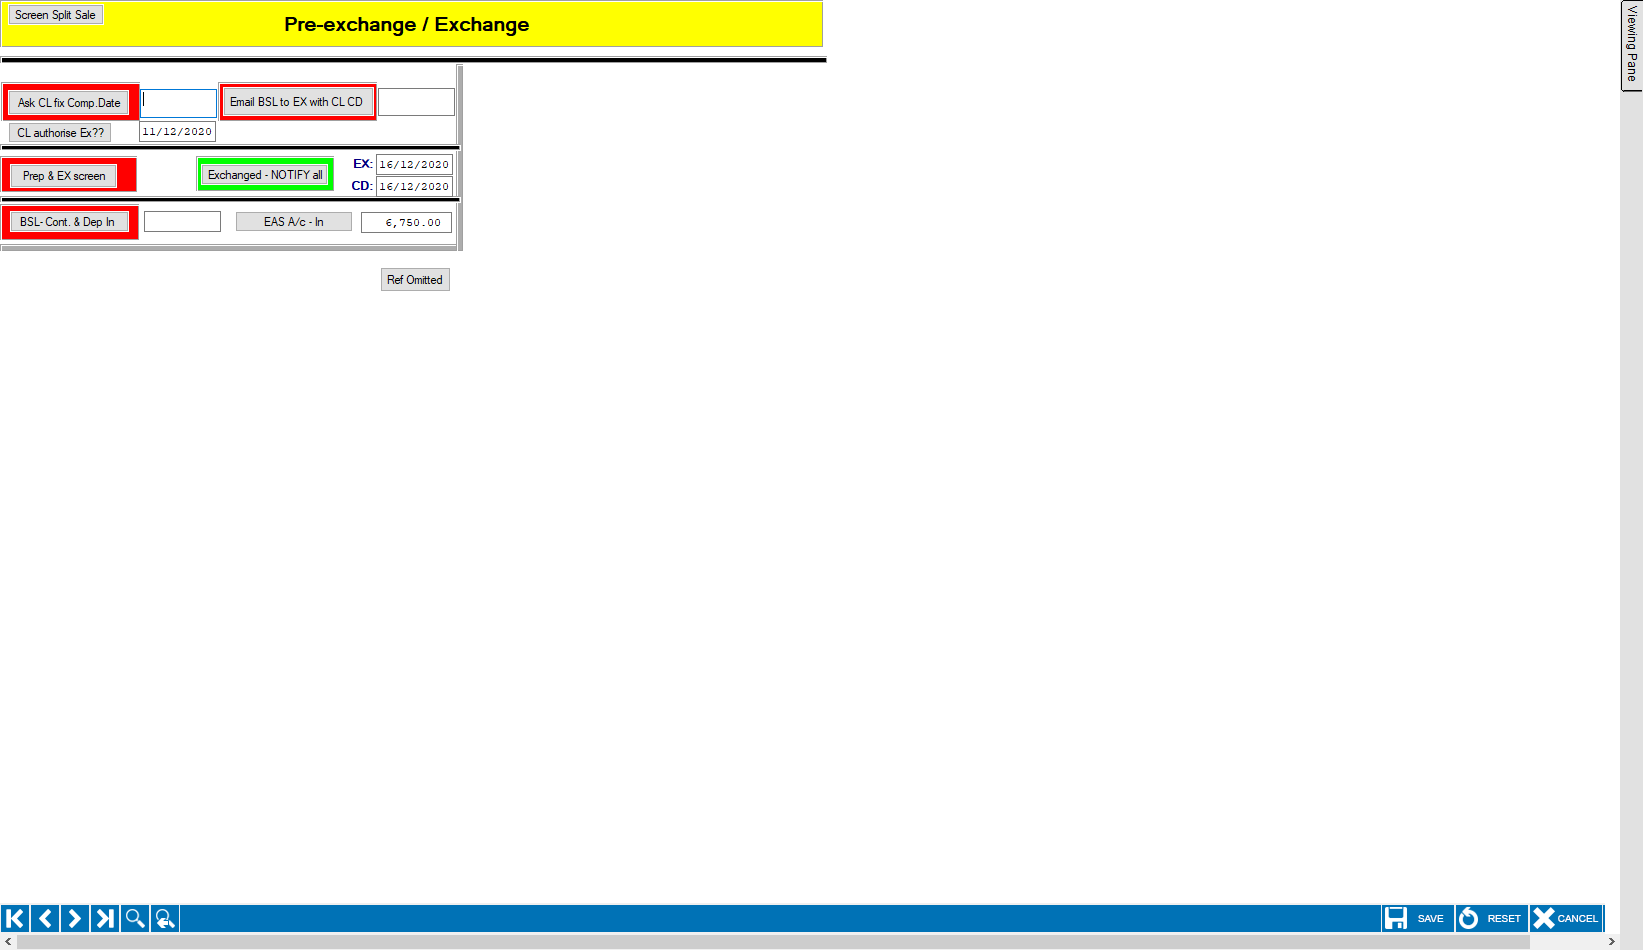 Screen Split Sale
Pre-exchange / Exchange
Viewing Pane
Ask CL fix Comp.Date
Email BSL to EX with CL CD
CL authorise Ex??
11/12/2020
Prep & EX screen
Exchanged - NOTIFY all
EX: 16/12/2020
CD: 16/12/2020
BSL- Cont. & Dep In
EAS A/c - In
6,750.00
Ref Omitted
SAVE
RESET
CANCEL